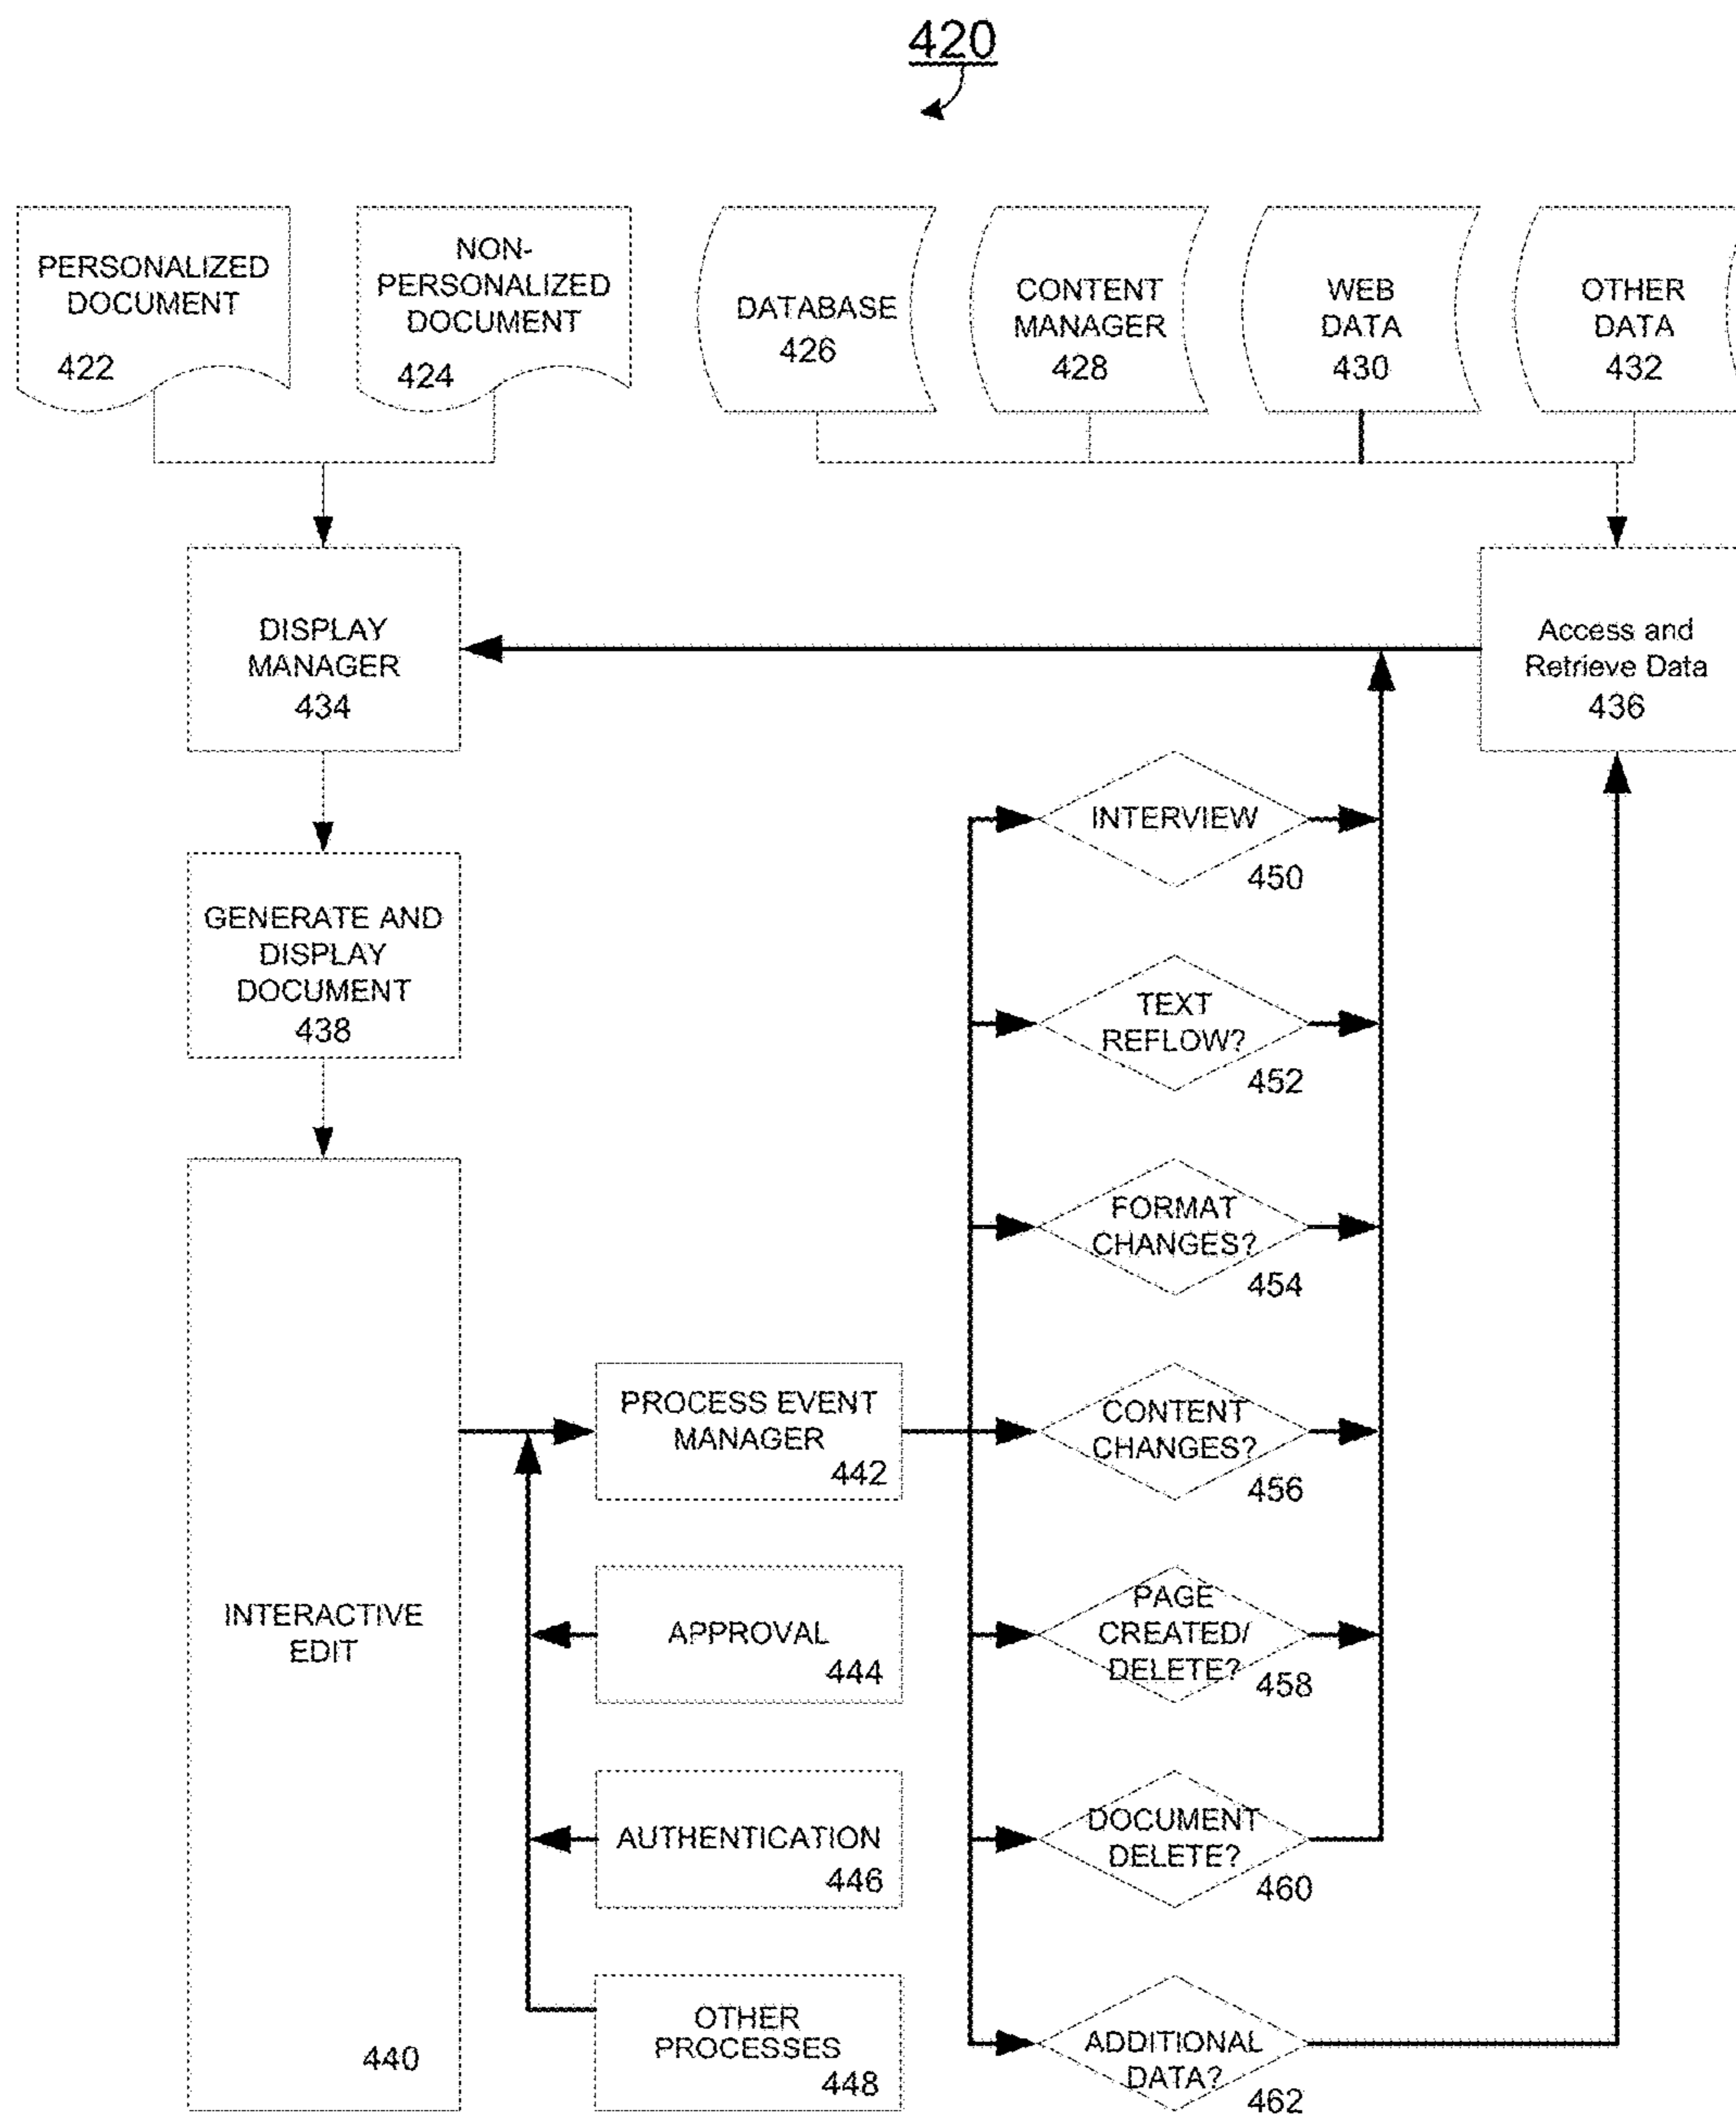 420
PERSONALIZED
DOCUMENT
422
NON-
PERSONALIZED
DOCUMENT
424
DATABASE
426
CONTENT
MANAGER
428
WEB
DATA
430
OTHER
DATA
432
DISPLAY
MANAGER
434
Access and
Retrieve Data
436
GENERATE AND
DISPLAY
DOCUMENT
438
INTERACTIVE
EDIT
440
PROCESS EVENT
MANAGER
442
APPROVAL
444
AUTHENTICATION
446
OTHER
PROCESSES
448
INTERVIEW
450
TEXT
REFLOW?
452
FORMAT
CHANGES?
454
CONTENT
CHANGES?
456
PAGE
CREATED/
DELETE?
458
DOCUMENT
DELETE?
460
ADDITIONAL
DATA?
462